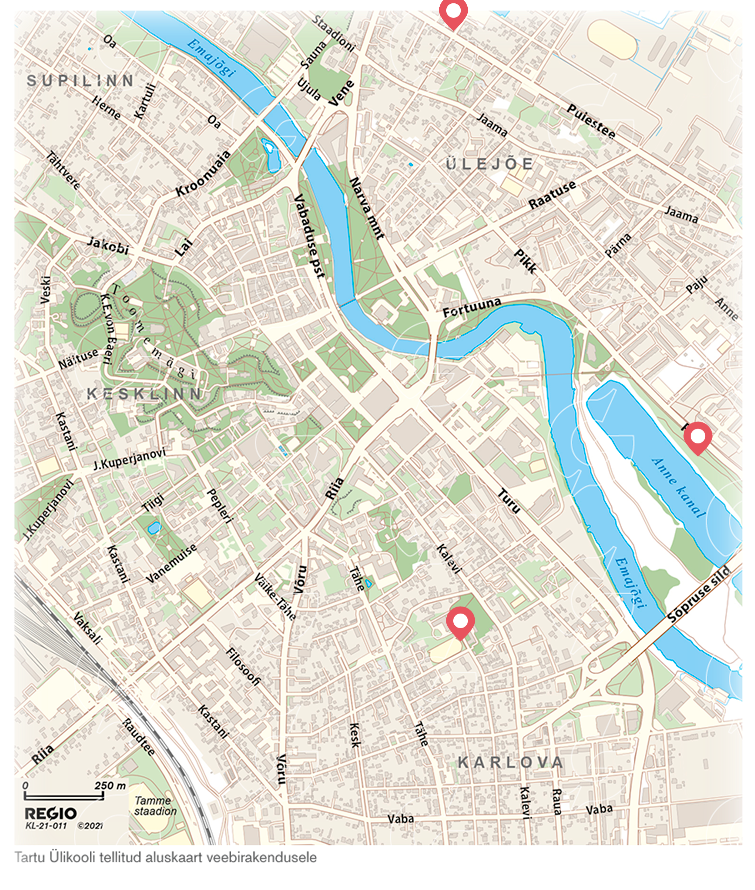 Staadioni
Oa
Emajõgi
Sauna
SUPILINN
Kartuli
Ujula
Vene
Herne
Oa
Puiestee
Jaama
Tähtvere
Kroonuaia
ÜLEJÕE
Narva mnt
Raatuse
Vabaduse pst
Jaama
Jakobi
Lai
Pikk
Pärna
Veski
Toomemägi
K.E.von Baeri
Paju
Anne
Fortuuna
Näituse
KESKLINN
Kastani
J.Kuperjanovi
Anne kanal
J.Kuperjanovi
Tiigi
Pepleri
Riia
Turu
Kastani
Vanemuise
Võru
Väike-Tähe
Tähe
Kalevi
Emajõgi
Sõpruse sild
Vaksali
Filosoofi
Kastani
Riia
Raudtee
Kesk
Tähe
Võru
KARLOVA
Kalevi
Raua
Vaba
Vaba
0 250 m
REGIO
KL-21-011 ©2021
Tamme
staadion
Tartu Ülikooli tellitud aluskaart veebirakendusele